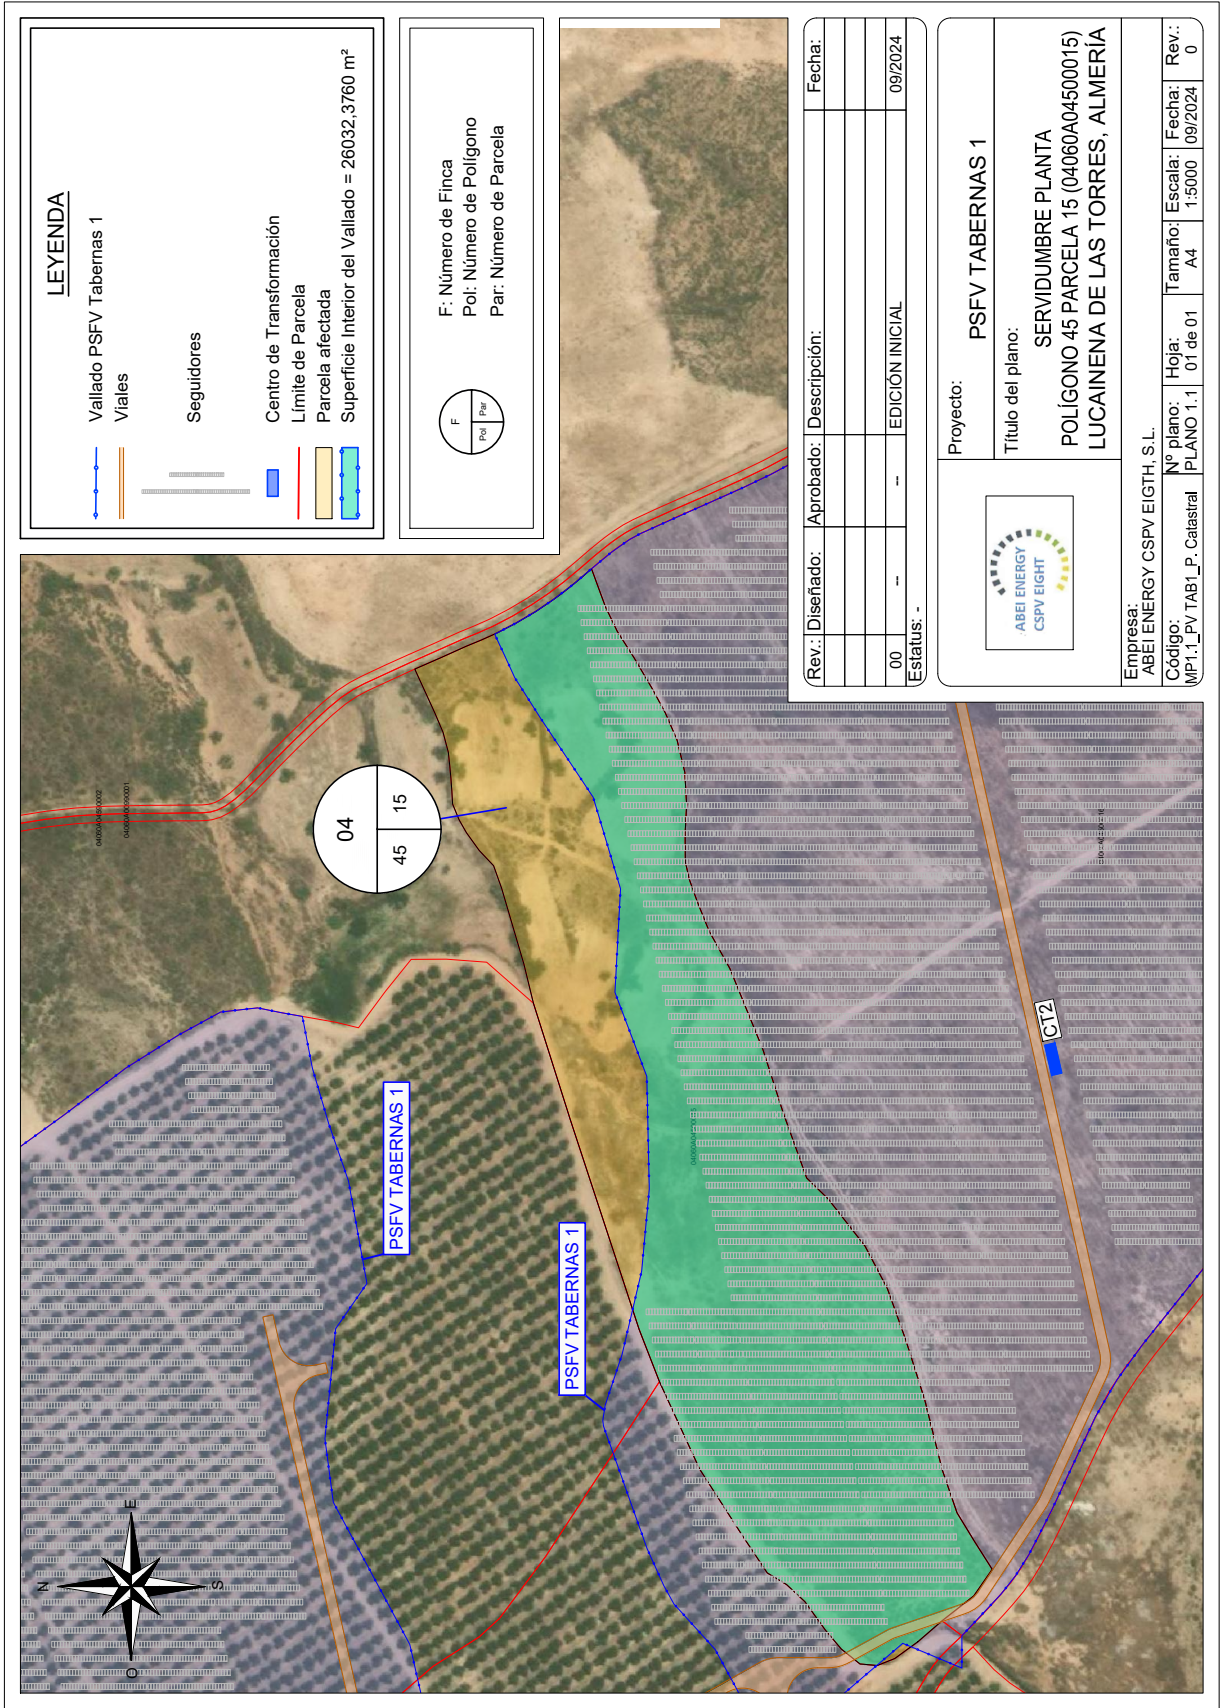 LEYENDA
Vallado PSFV Tabernas 1
Viales
Seguidores
Centro de Transformación
Límite de Parcela
Parcela afectada
Superficie Interior del Vallado = 26032,3760 m²
F
Pol
Par
F: Número de Finca
Pol: Número de Polígono
Par: Número de Parcela
N
E
S
O
04
45
15
PSFV TABERNAS 1
PSFV TABERNAS 1
CT2
Rev.: Diseñado: Aprobado: Descripción: Fecha:
00 -- -- EDICIÓN INICIAL 09/2024
Estatus: -
ABEI ENERGY
CSPV EIGHT
Proyecto:
PSFV TABERNAS 1
Título del plano:
SERVIDUMBRE PLANTA
POLÍGONO 45 PARCELA 15 (04060A04500015)
LUCAINENA DE LAS TORRES, ALMERÍA
Empresa:
ABEI ENERGY CSPV EIGTH, S.L.
Código: Nº plano: Hoja: Tamaño: Escala: Fecha: Rev.:
MP1.1_PV TAB1_P. Catastral PLANO 1.1 01 de 01 A4 1:5000 09/2024 0